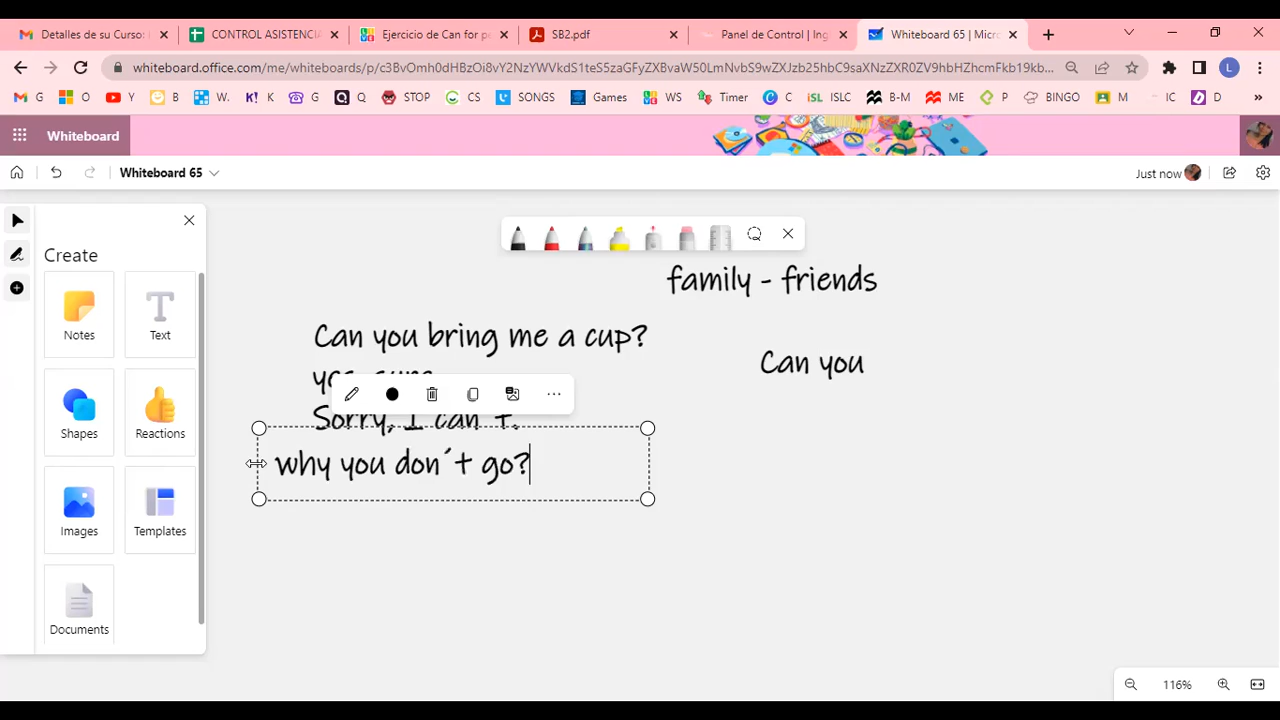 Detalles de su Curso:
CONTROL ASISTENCIA
Ejercicio de Can for pe
SB2.pdf
Panel de Control | Ing
Whiteboard 65 | Micro
whiteboard.office.com/me/whiteboards/p/
L
G O Y B W. K! K G Q STOP CS SONGS Games WS Timer C ISLC B-M ME P BINGO M IC D »
Whiteboard
Whiteboard 65
Just now
Create
Notes
Text
Shapes
Reactions
Images
Templates
Documents
family - friends
Can you bring me a cup?
Can you
Sorry, I can´t.
why you don´t go?
116%